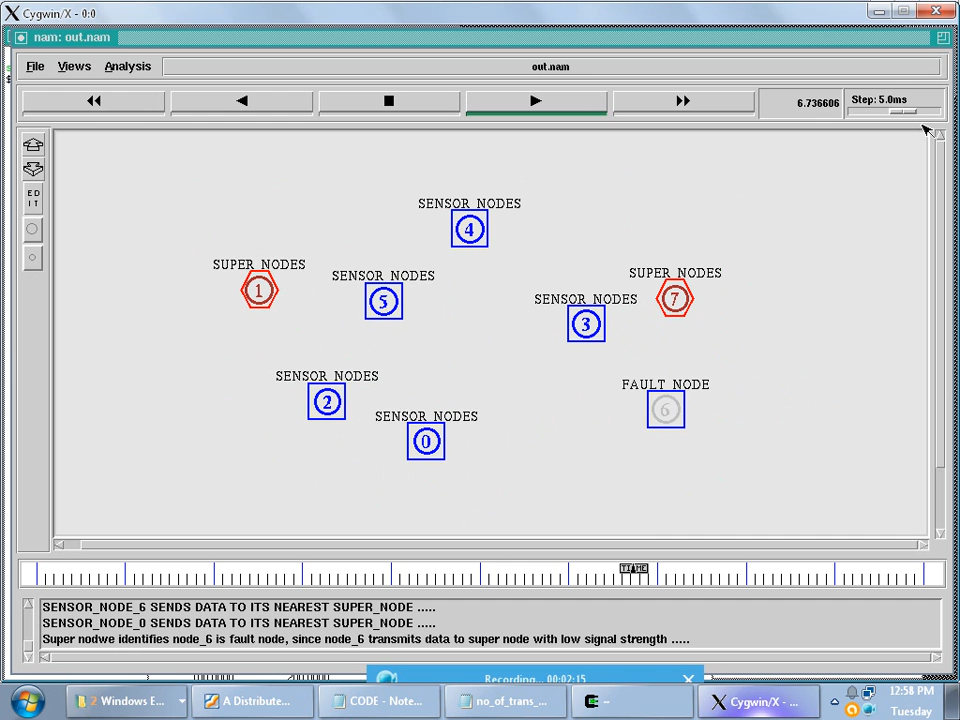 Cygwin/X - 0:0
nam: out.nam
File Views Analysis out.nam
6.736606 Step: 5.0ms
ED
IT
SENSOR NODES
4
SUPER NODES
1
SENSOR NODES
5
SUPER NODES
7
SENSOR NODES
3
SENSOR NODES
2
FAULT NODE
6
SENSOR NODES
0
TIME
SENSOR_NODE_6 SENDS DATA TO ITS NEAREST SUPER_NODE .....
SENSOR_NODE_0 SENDS DATA TO ITS NEAREST SUPER_NODE .....
Super nodwe identifies node_6 is fault node, since node_6 transmits data to super node with low signal strength .....
Recording... 00:02:15
2 Windows E... A Distribute... CODE - Note... no_of_trans_... ~ Cygwin/X - ... 12:58 PM
Tuesday